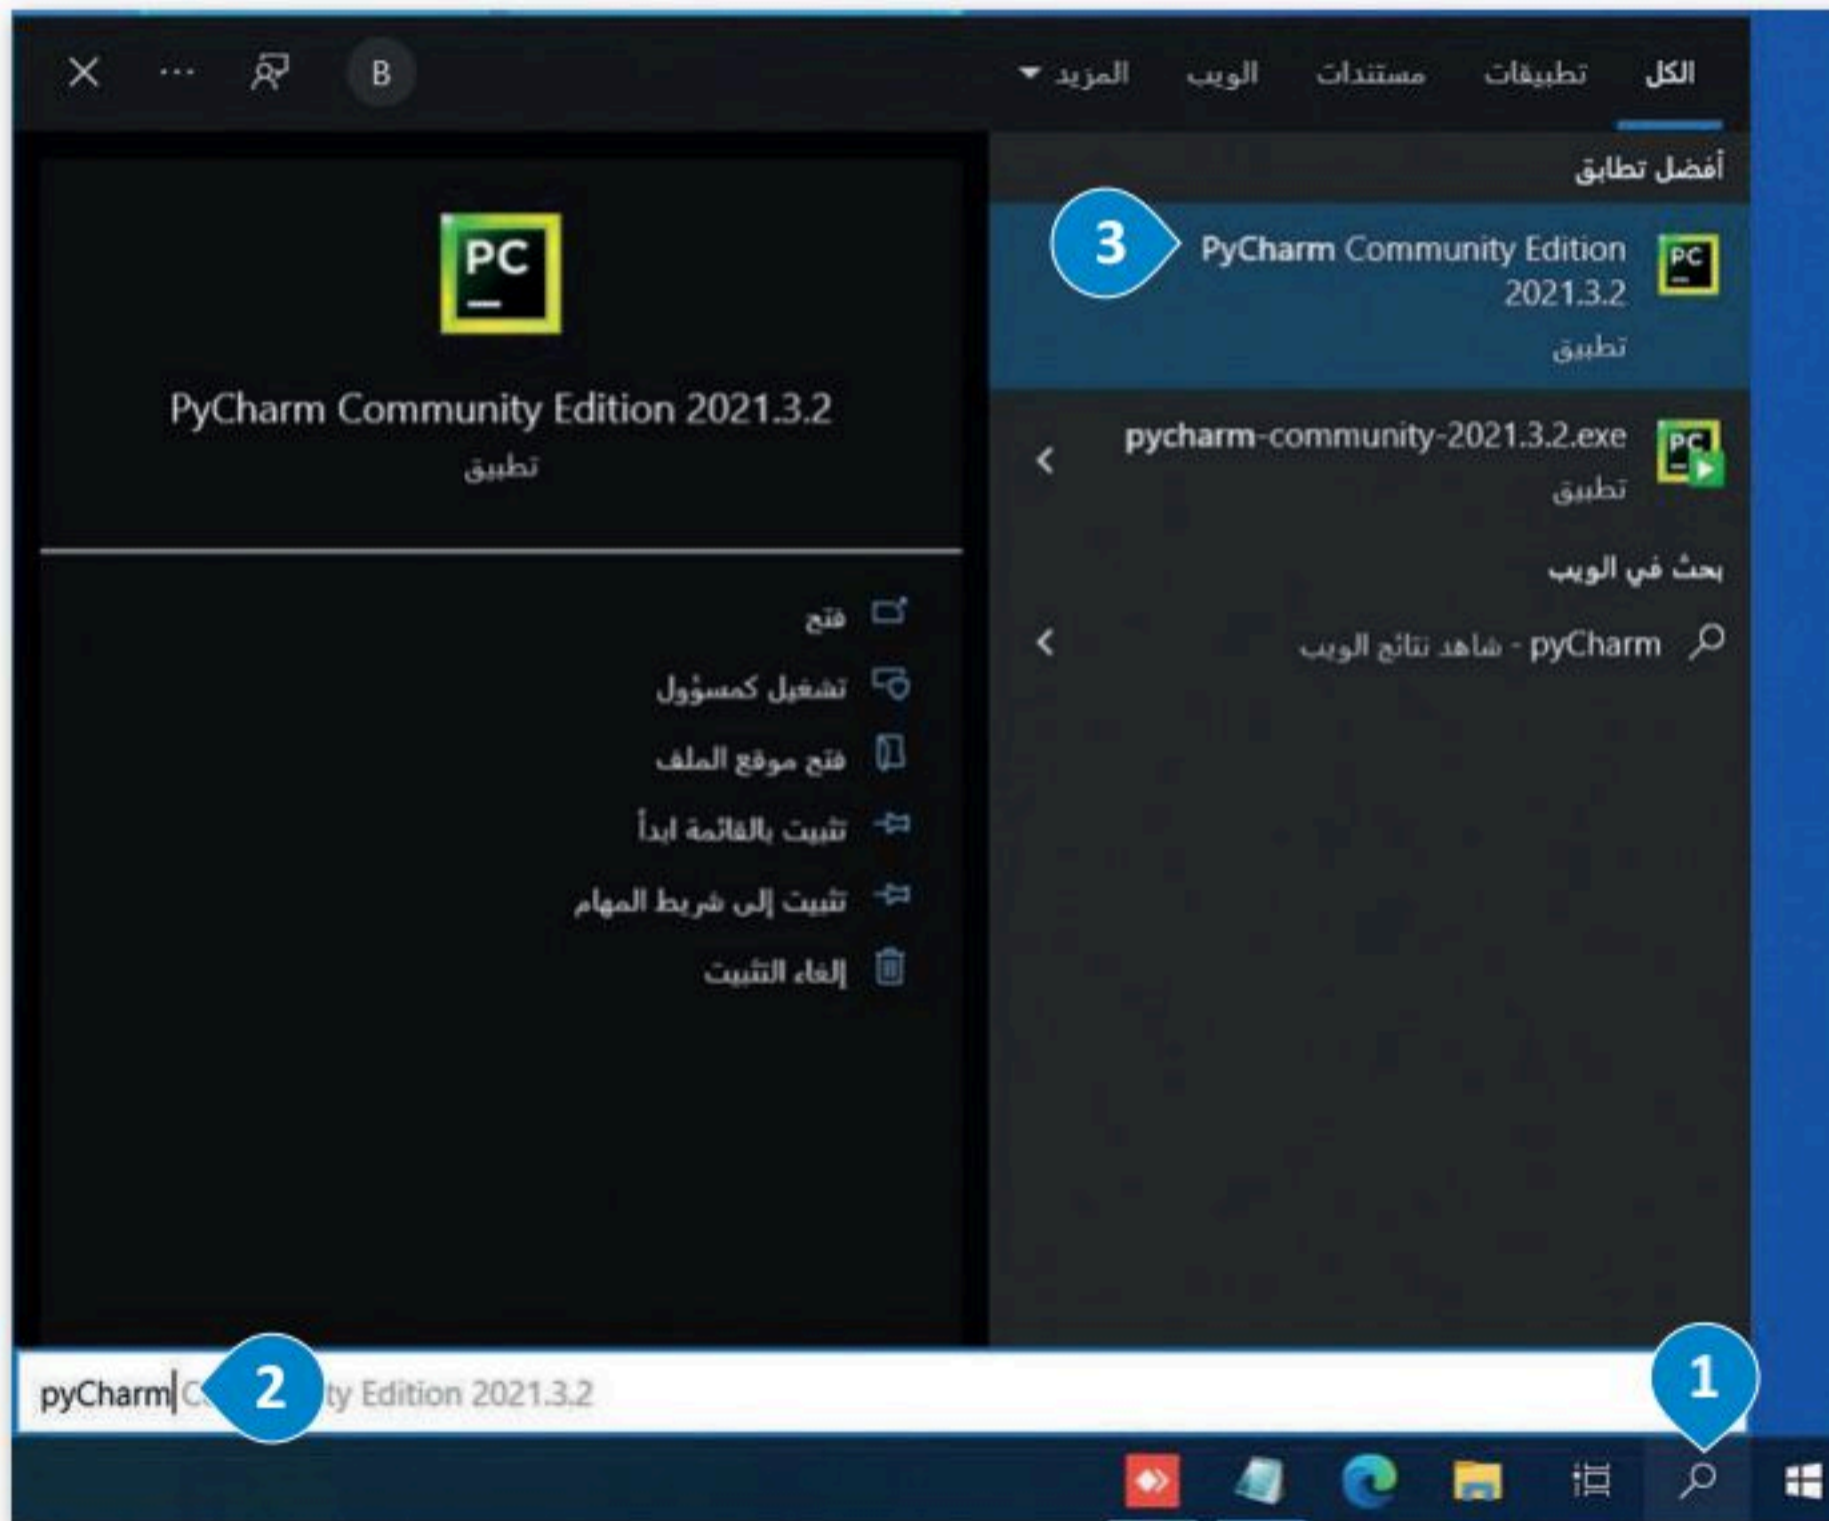 الكل تطبيقات مستندات الويب المزيد
B
أفضل تطابق
3
PyCharm Community Edition
2021.3.2
تطبيق
PC
pycharm-community-2021.3.2.exe
تطبيق
PC
بحث في الويب
pyCharm - شاهد نتائج الويب
PC
PyCharm Community Edition 2021.3.2
تطبيق
فتح
تشغيل كمسؤول
فتح موقع الملف
تثبيت بالقائمة ابدأ
تثبيت إلى شريط المهام
إلغاء التثبيت
pyCharm 2 ty Edition 2021.3.2
1